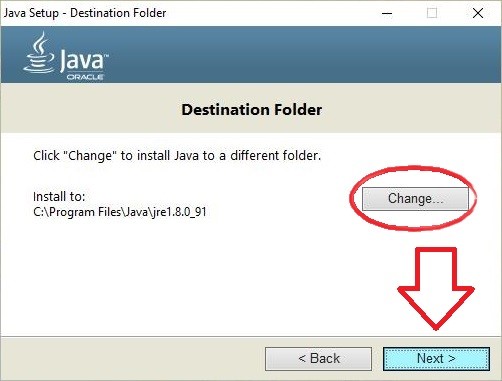 Java Setup - Destination Folder
Java
ORACLE
Destination Folder
Click "Change" to install Java to a different folder.
Install to:
C:\Program Files\Java\jre1.8.0_91
Change...
< Back
Next >